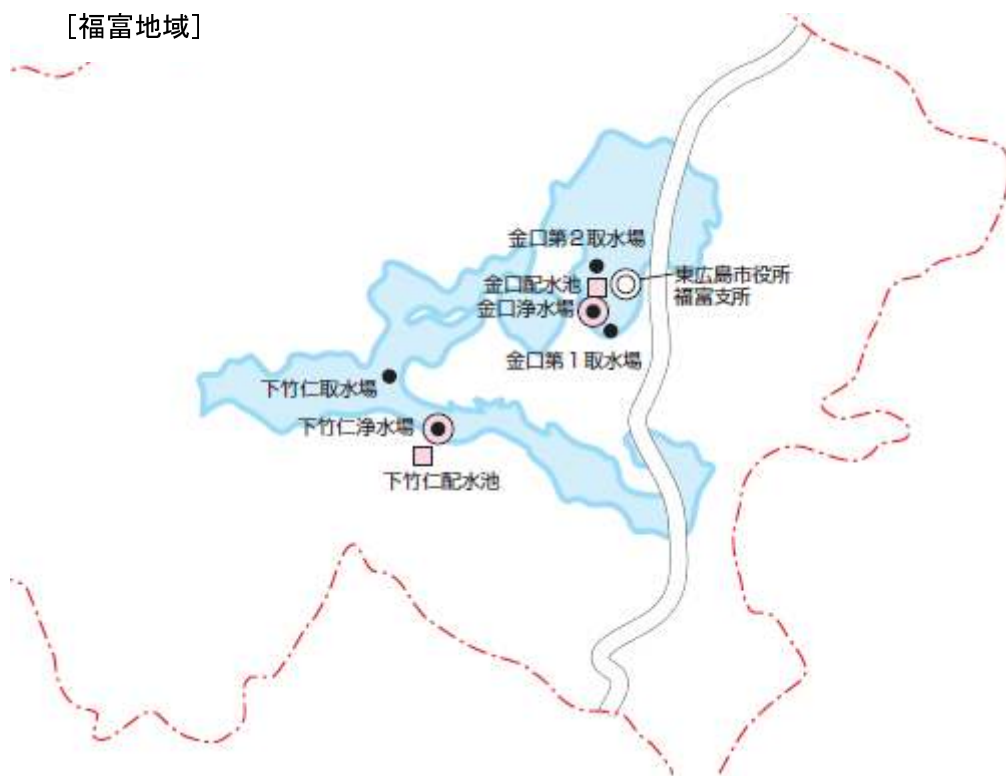 [福富地域]
金口第2取水場
金口配水池
東広島市役所
福富支所
金口浄水場
金口第1取水場
下竹仁取水場
下竹仁浄水場
下竹仁配水池